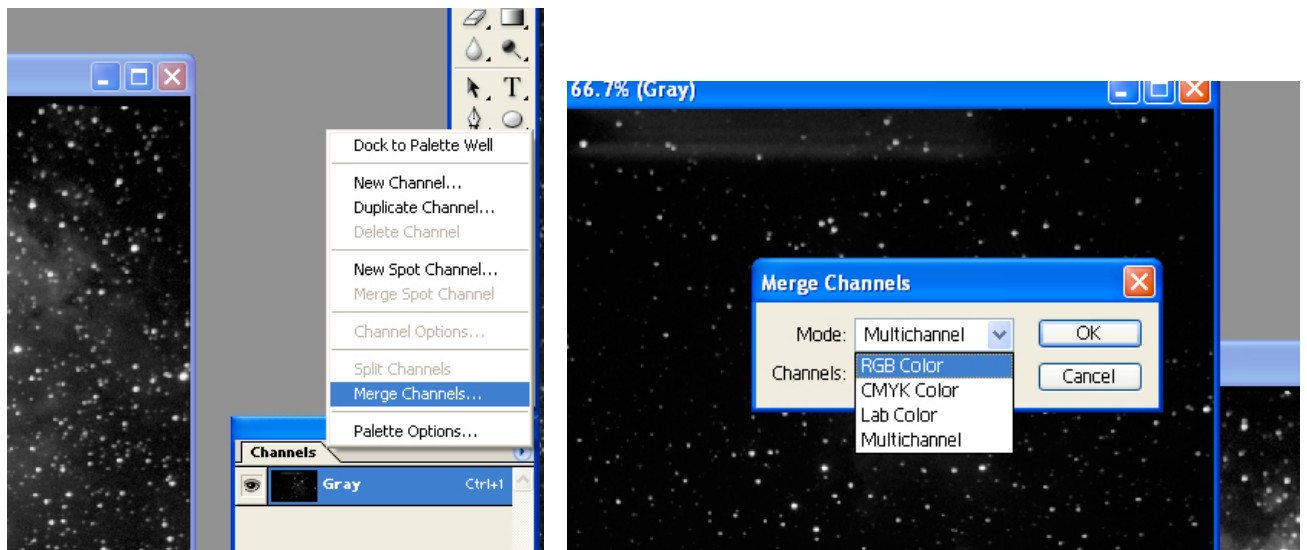 T
Dock to Palette Well
New Channel...
Duplicate Channel...
Delete Channel
New Spot Channel...
Merge Spot Channel
Channel Options...
Split Channels
Merge Channels...
Palette Options...
Channels
Gray Ctrl+1
66.7% (Gray)
Merge Channels
Mode: Multichannel OK
Channels: RGB Color Cancel
CMYK Color
Lab Color
Multichannel